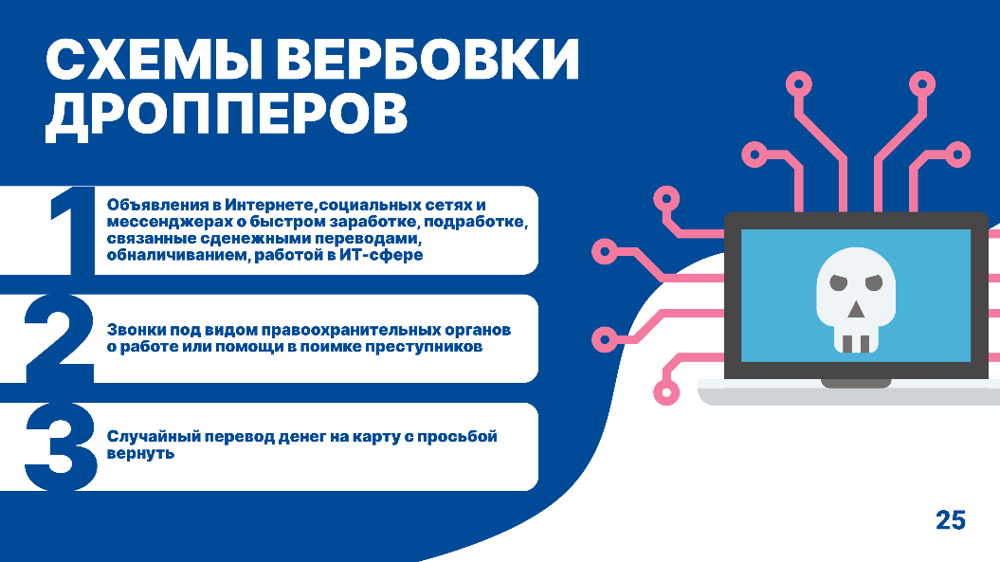 СХЕМЫ ВЕРБОВКИ
ДРОППЕРОВ
1
Объявления в Интернете,социальных сетях и
мессенджерах о быстром заработке, подработке,
связанные сденежными переводами,
обналичиванием, работой в ИТ-сфере
2
Звонки под видом правоохранительных органов
о работе или помощи в поимке преступников
3
Случайный перевод денег на карту с просьбой
вернуть
25